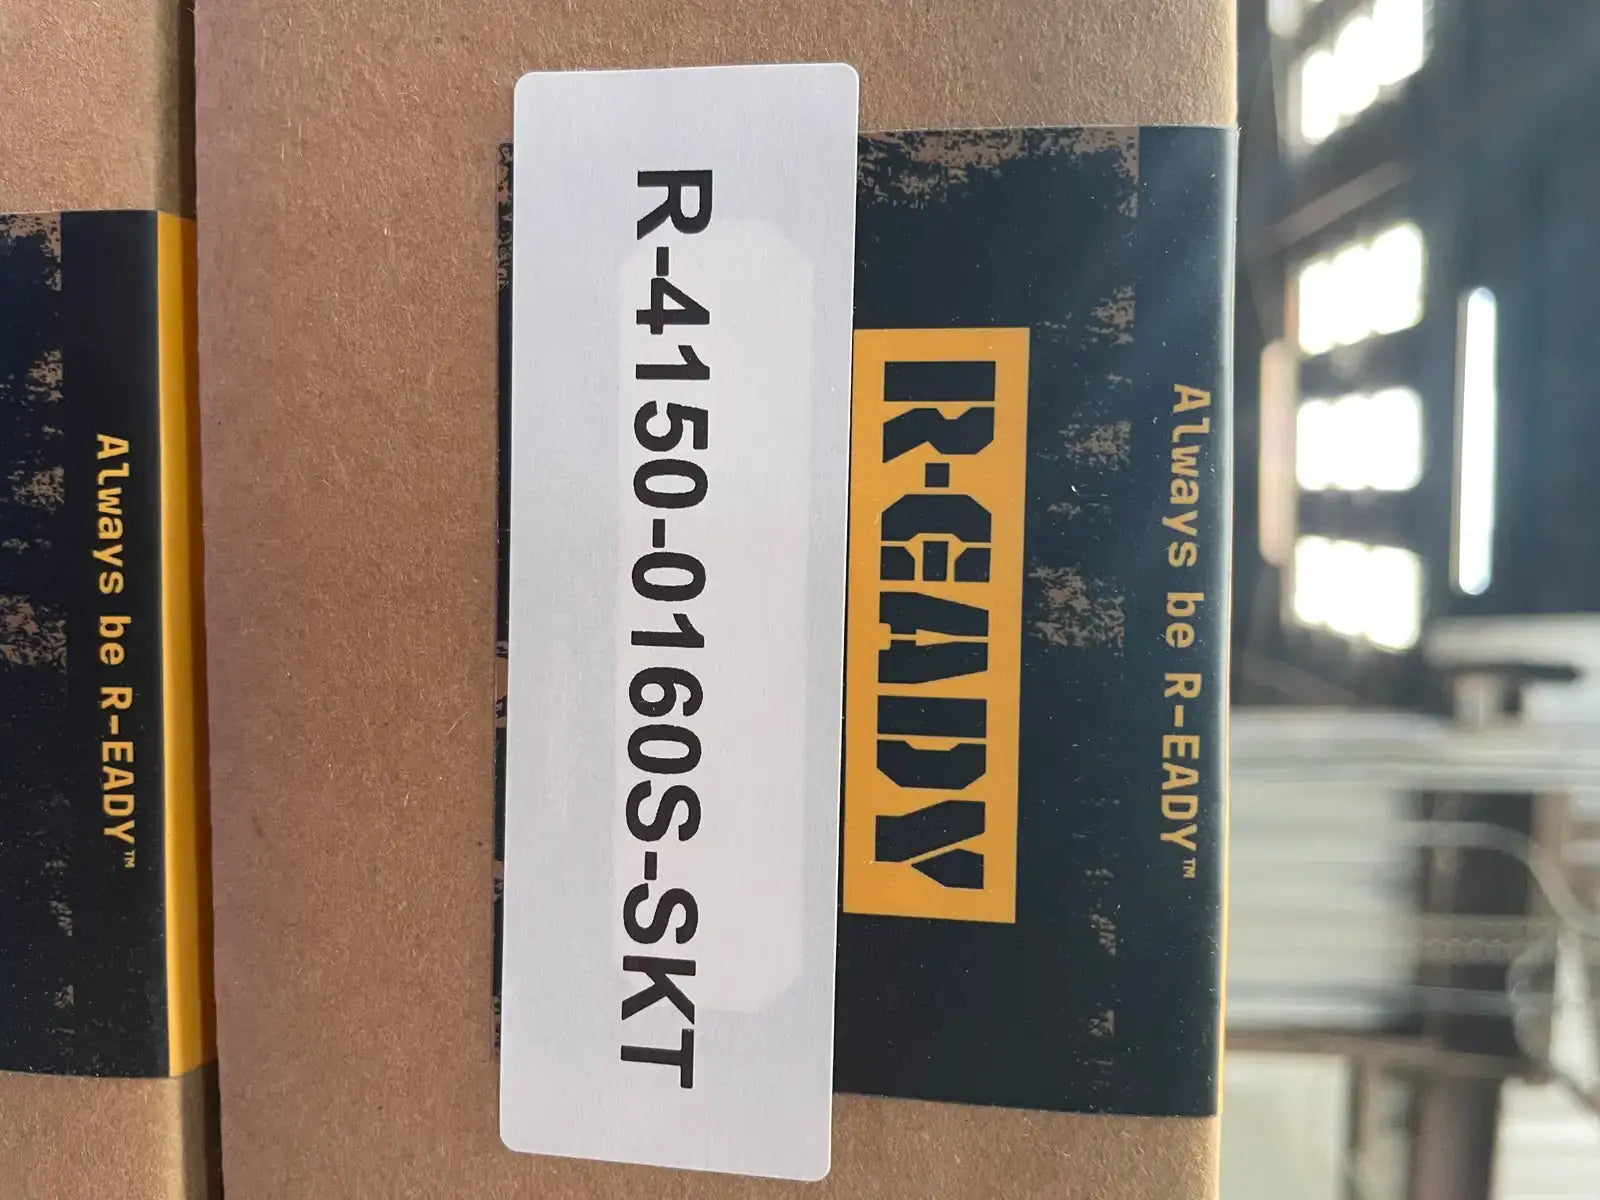 Always be R-EADY™
R-EADY
R-4150-0160S-SKT
Always be R-EADY™